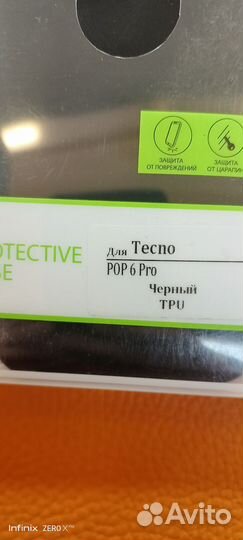 ЗАЩИТА
ОТ ПОВРЕЖДЕНИЙ
ЗАЩИТА
ОТ ЦАРАПИН
OTECTIVE
SE
Для Tecno
POP 6 Pro
Черный
TPU
Infinix ZERO X
Avito